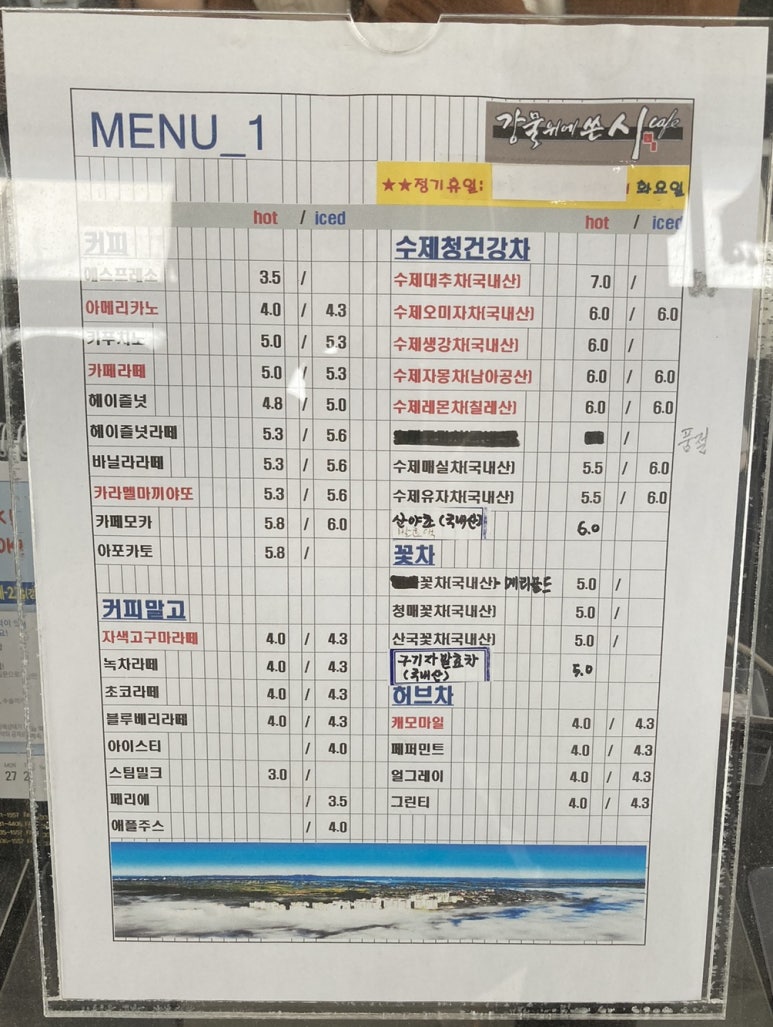 MENU_1
강물위에 쓴 시 cafe
★★정기휴일: 화요일
hot / iced
커피
에스프레소 3.5 /
아메리카노 4.0 / 4.3
카푸치노 5.0 / 5.3
카페라떼 5.0 / 5.3
헤이즐넛 4.8 / 5.0
헤이즐넛라떼 5.3 / 5.6
바닐라라떼 5.3 / 5.6
카라멜마끼야또 5.3 / 5.6
카페모카 5.8 / 6.0
아포카토 5.8 /
커피말고
자색고구마라떼 4.0 / 4.3
녹차라떼 4.0 / 4.3
초코라떼 4.0 / 4.3
블루베리라떼 4.0 / 4.3
아이스티 / 4.0
스팀밀크 3.0 /
페리에 / 3.5
애플주스 / 4.0
hot / iced
수제청건강차
수제대추차(국내산) 7.0 /
수제오미자차(국내산) 6.0 / 6.0
수제생강차(국내산) 6.0 /
수제자몽차(남아공산) 6.0 / 6.0
수제레몬차(칠레산) 6.0 / 6.0
/ 품절
수제매실차(국내산) 5.5 / 6.0
수제유자차(국내산) 5.5 / 6.0
산야초 (국내산) 6.0
꽃차
꽃차(국내산)- 메리골드 5.0 /
청매꽃차(국내산) 5.0 /
산국꽃차(국내산) 5.0 /
구기자발효차 5.0
(국내산)
허브차
캐모마일 4.0 / 4.3
페퍼민트 4.0 / 4.3
얼그레이 4.0 / 4.3
그린티 4.0 / 4.3